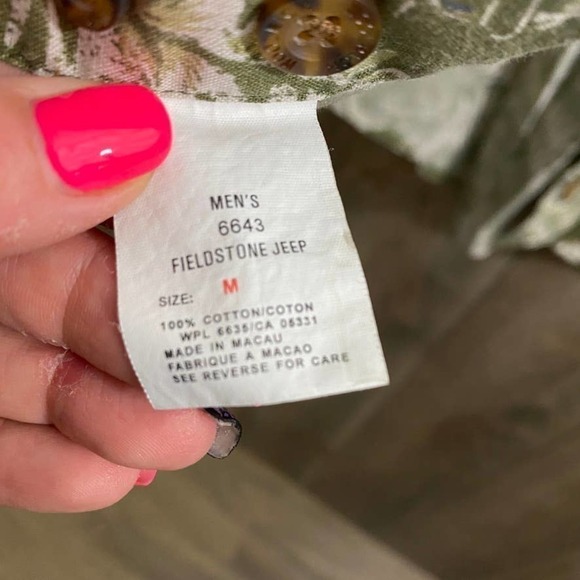 MEN'S
6643
FIELDSTONE JEEP
SIZE: M
100% COTTON/COTON
WPL 6635/CA 05331
MADE IN MACAU
FABRIQUE A MACAO
SEE REVERSE FOR CARE